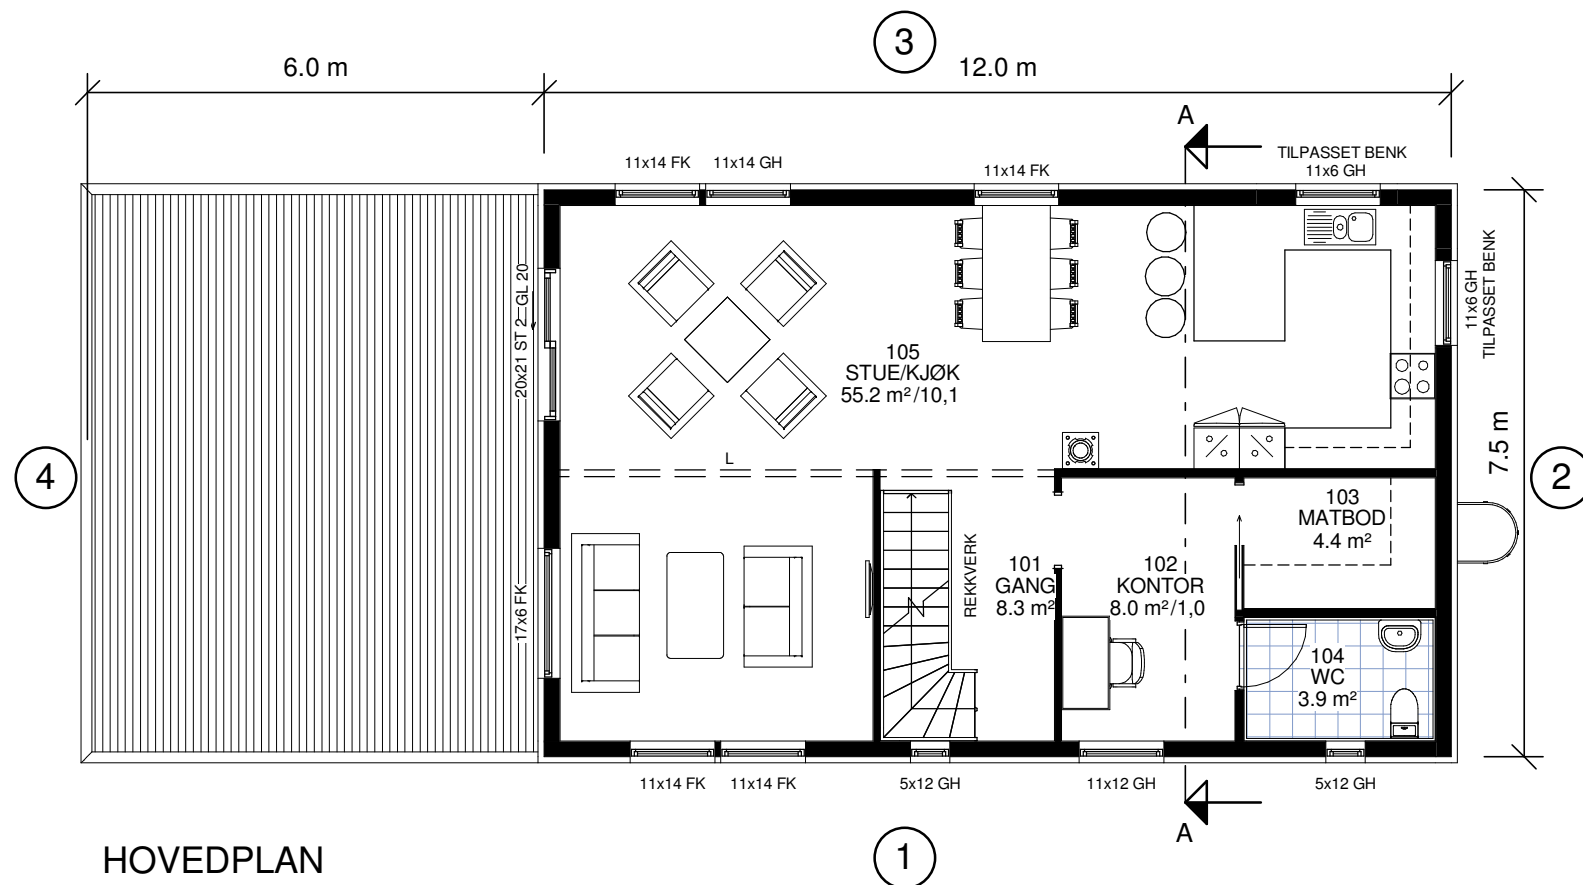 3
6.0 m
12.0 m
A
11x14 FK
11x14 GH
11x14 FK
TILPASSET BENK
11x6 GH
20x21 ST 2-GL 20
11x6 GH
TILPASSET BENK
105
STUE/KJØK
55.2 m²/10,1
7.5 m
4
L
2
103
MATBOD
4.4 m²
17x6 FK
REKKVERK
101
GANG
8.3 m²
102
KONTOR
8.0 m²/1,0
104
WC
3.9 m²
11x14 FK
11x14 FK
5x12 GH
11x12 GH
5x12 GH
A
1
HOVEDPLAN